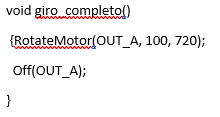 void giro_completo()
{RotateMotor(OUT_A, 100, 720);
Off(OUT_A);
}